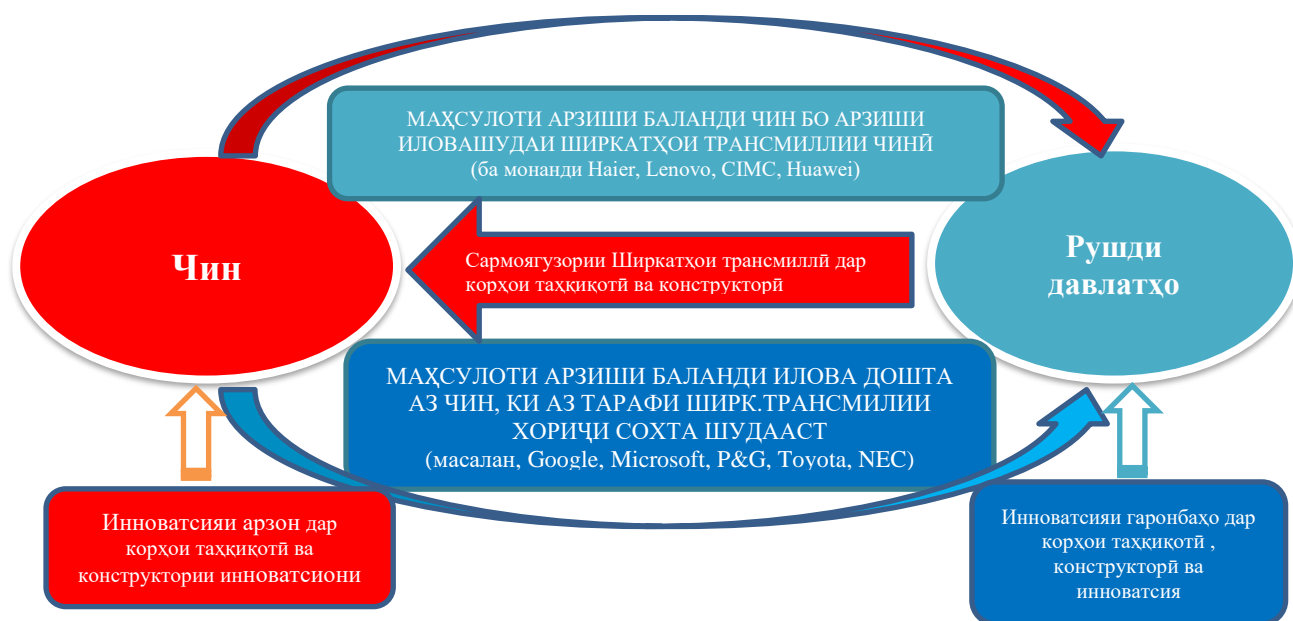 МАҲСУЛОТИ АРЗИШИ БАЛАНДИ ЧИН БО АРЗИШИ
ИЛОВАШУДАИ ШИРКАТҲОИ ТРАНСМИЛЛИИ ЧИНӢ
(ба монанди Haier, Lenovo, CIMC, Huawei)
Чин
Сармоягузории Ширкатҳои трансмиллӣ дар
корҳои таҳқиқотӣ ва конструкторӣ
Рушди
давлатҳо
МАҲСУЛОТИ АРЗИШИ БАЛАНДИ ИЛОВА ДОШТА
АЗ ЧИН, КИ АЗ ТАРАФИ ШИРК.ТРАНСМИЛИИ
ХОРИҶИ СОХТА ШУДААСТ
(масалан, Google, Microsoft, P&G, Toyota, NEC)
Инноватсияи арзон дар
корҳои таҳқиқотӣ ва
конструктории инноватсиони
Инноватсияи гаронбаҳо дар
корҳои таҳқиқотӣ ,
конструкторӣ ва
инноватсия